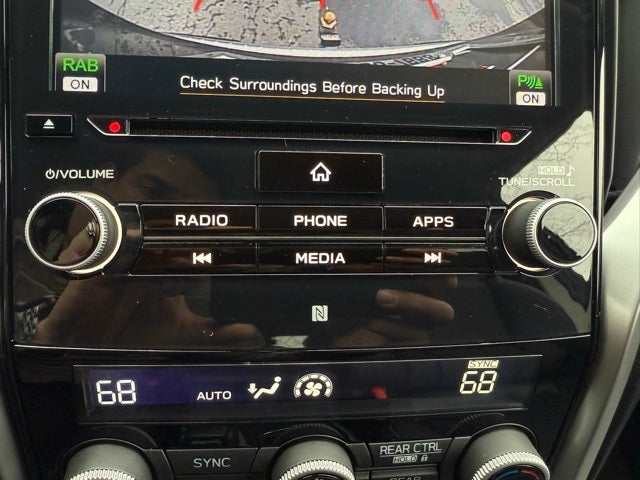 RAB
ON
Check Surroundings Before Backing Up
P
ON
/VOLUME
HOLD
TUNE/SCROLL
RADIO
PHONE
APPS
MEDIA
N
SYNC
68
AUTO
68
SYNC
REAR CTRL
HOLD
REAR